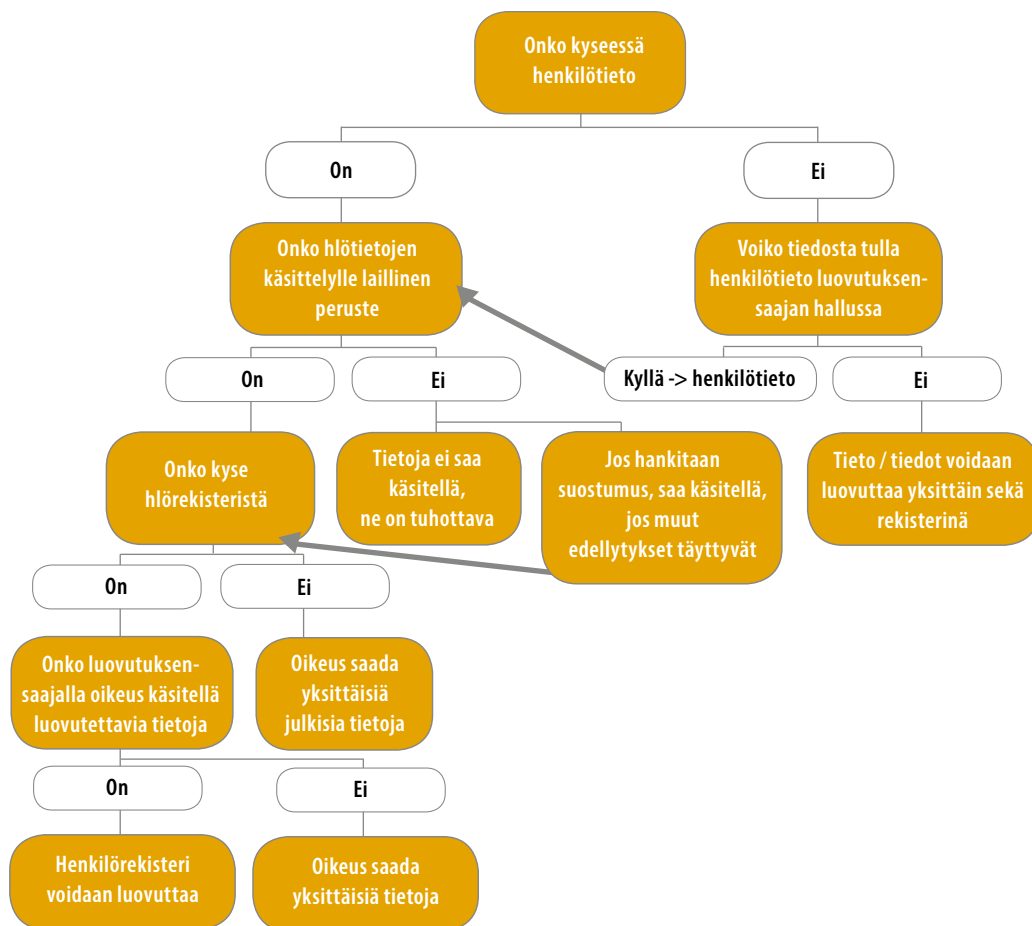 Onko kyseessä
henkilötieto
On
Ei
Onko hlötietojen
käsittelylle laillinen
peruste
Voiko tiedosta tulla
henkilötieto luovutuksen-
saajan hallussa
On
Ei
Kyllä -> henkilötieto
Ei
Onko kyse
hlörekisteristä
Tietoja ei saa
käsitellä,
ne on tuhottava
Jos hankitaan
suostumus, saa käsitellä,
jos muut
edellytykset täyttyvät
Tieto / tiedot voidaan
luovuttaa yksittäin sekä
rekisterinä
On
Ei
Onko luovutuksen-
saajalla oikeus käsitellä
luovutettavia tietoja
Oikeus saada
yksittäisiä
julkisia tietoja
On
Ei
Henkilörekisteri
voidaan luovuttaa
Oikeus saada
yksittäisiä tietoja